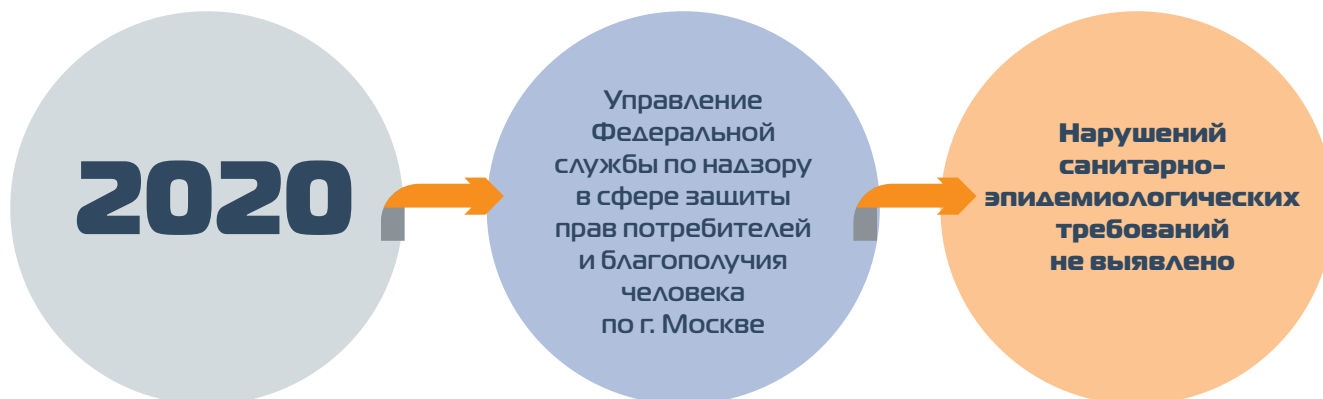 2020
Управление
Федеральной
службы по надзору
в сфере защиты
прав потребителей
и благополучия
человека
по г. Москве
Нарушений
санитарно-
эпидемиологических
требований
не выявлено